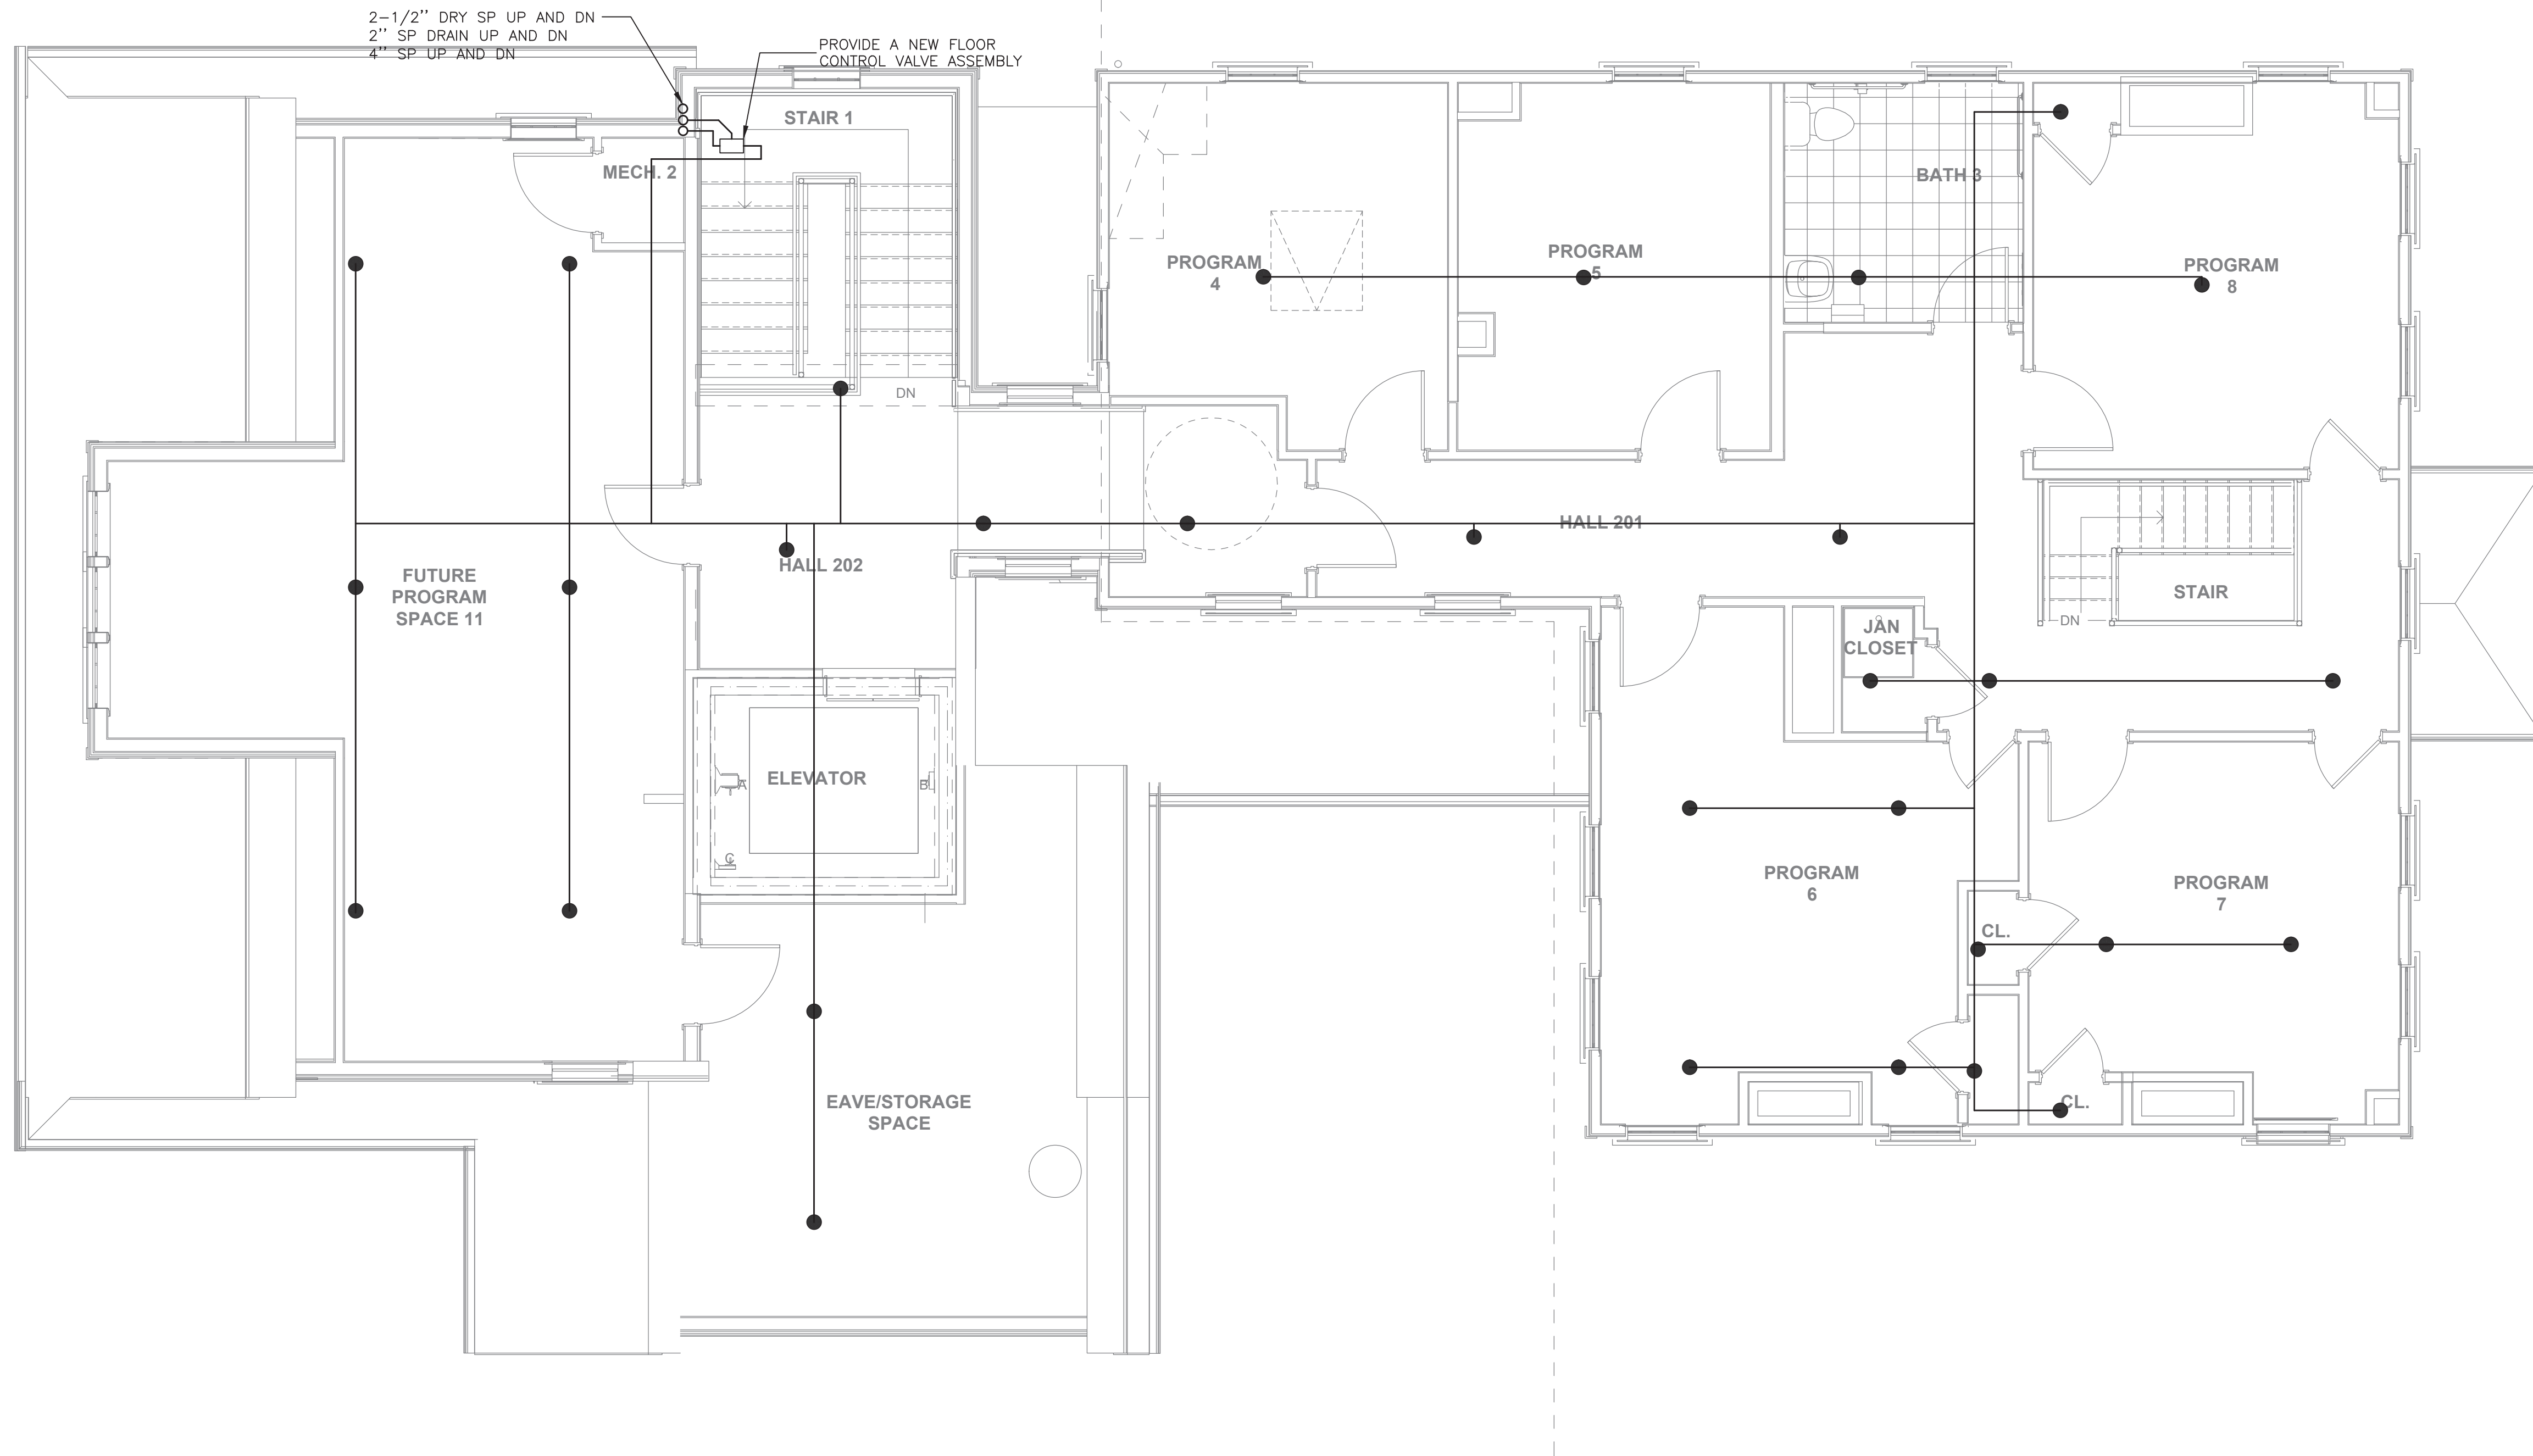 2-1/2'' DRY SP UP AND DN
2'' SP DRAIN UP AND DN
4'' SP UP AND DN
PROVIDE A NEW FLOOR
CONTROL VALVE ASSEMBLY
STAIR 1
MECH. 2
BATH 3
PROGRAM
4
PROGRAM
5
PROGRAM
8
DN
HALL 201
HALL 202
FUTURE
PROGRAM
SPACE 11
STAIR
DN
JAN
CLOSET
ELEVATOR
A
B
C
PROGRAM
6
PROGRAM
7
CL.
EAVE/STORAGE
SPACE
CL.